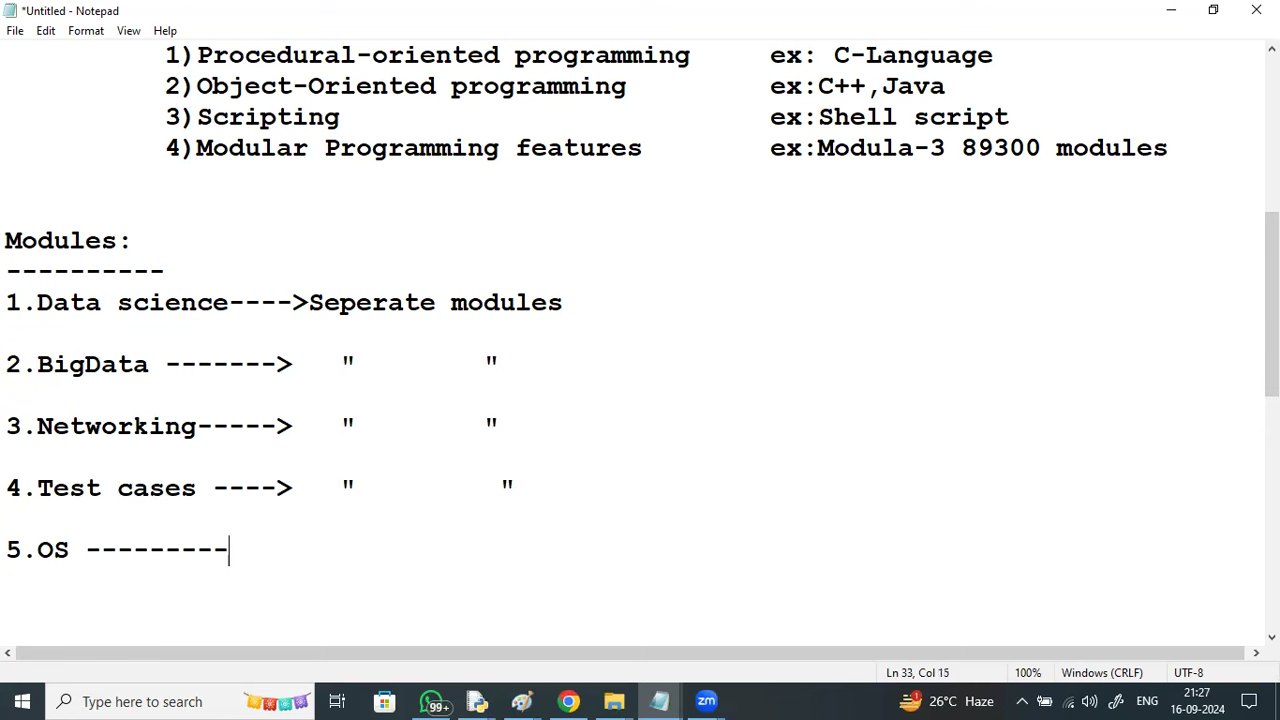 *Untitled - Notepad
File Edit Format View Help
1)Procedural-oriented programming ex: C-Language
2)Object-Oriented programming ex:C++,Java
3)Scripting ex:Shell script
4)Modular Programming features ex:Modula-3 89300 modules
Modules:
----------
1.Data science---->Seperate modules
2.BigData -------> " "
3.Networking-----> " "
4.Test cases ----> " "
5.OS ---------
Ln 33, Col 15 100% Windows (CRLF) UTF-8
Type here to search 99+ zm 1 26°C Haze ENG 21:27
16-09-2024